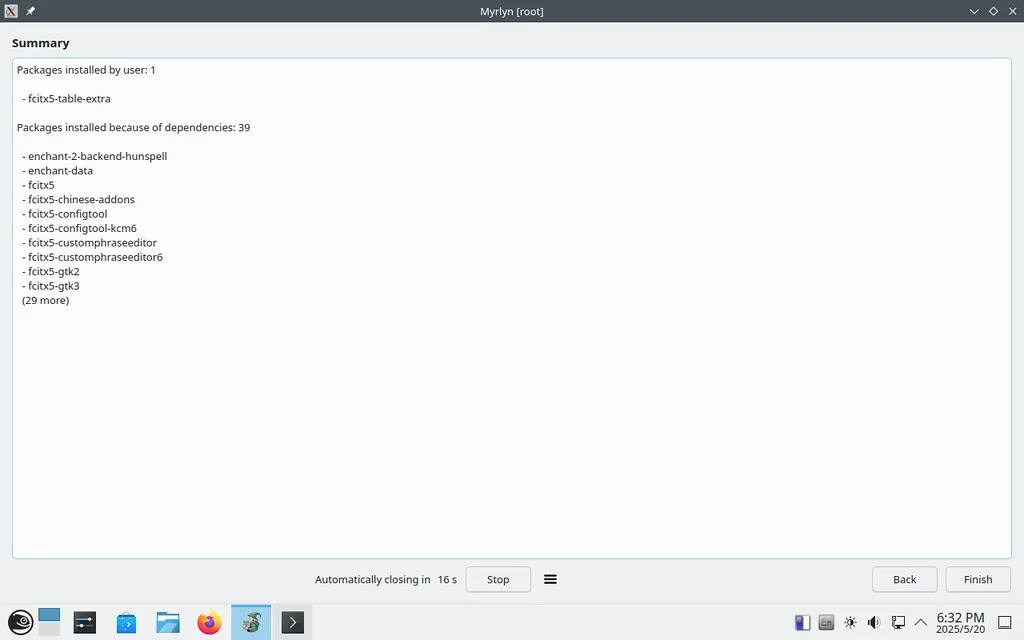 Myrlyn [root]
Summary
Packages installed by user: 1
- fcitx5-table-extra
Packages installed because of dependencies: 39
- enchant-2-backend-hunspell
- enchant-data
- fcitx5
- fcitx5-chinese-addons
- fcitx5-configtool
- fcitx5-configtool-kcm6
- fcitx5-customphraseeditor
- fcitx5-customphraseeditor6
- fcitx5-gtk2
- fcitx5-gtk3
(29 more)
Automatically closing in 16 s Stop Back Finish
6:32 PM
2025/5/20